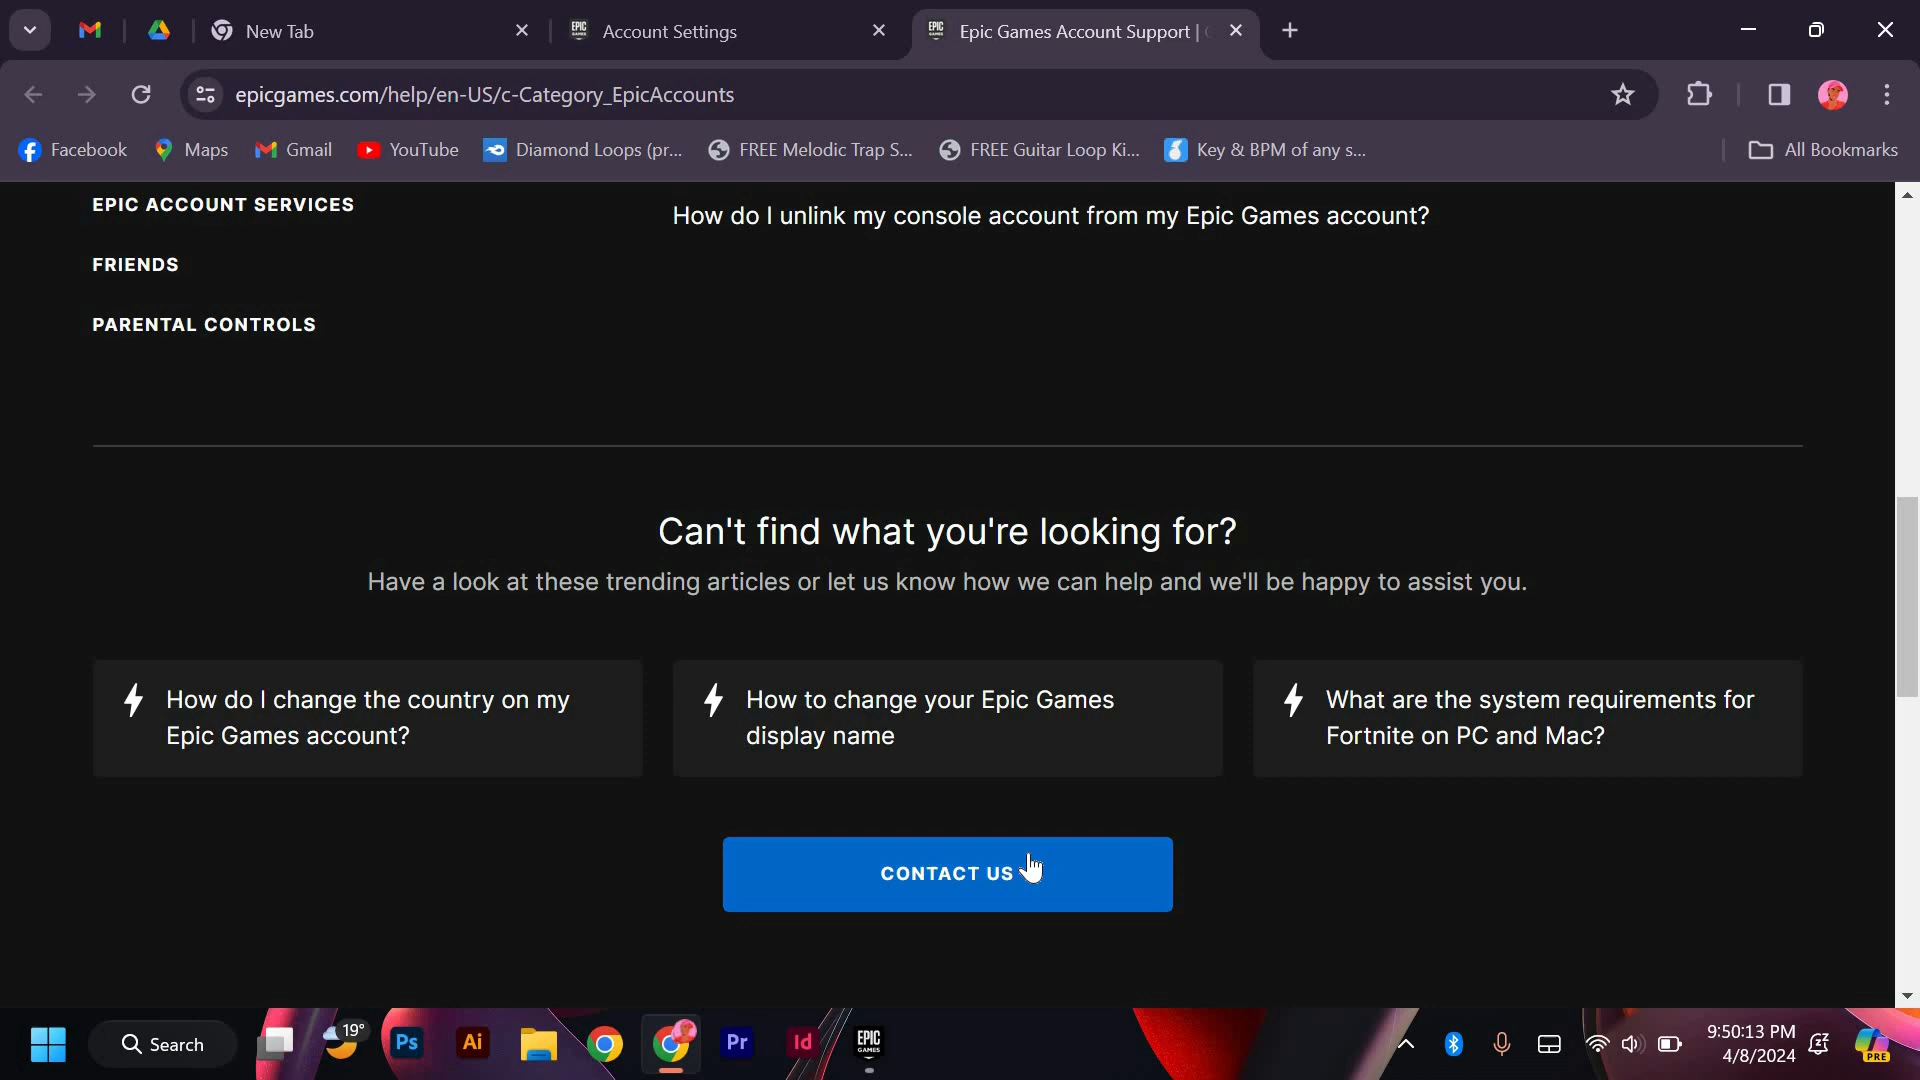 New Tab
Account Settings
Epic Games Account Support |
epicgames.com/help/en-US/c-Category_EpicAccounts
Facebook
Maps
Gmail
YouTube
Diamond Loops (pr...
FREE Melodic Trap S...
FREE Guitar Loop Ki...
Key & BPM of any s...
All Bookmarks
EPIC ACCOUNT SERVICES
How do I unlink my console account from my Epic Games account?
FRIENDS
PARENTAL CONTROLS
Can't find what you're looking for?
Have a look at these trending articles or let us know how we can help and we'll be happy to assist you.
How do I change the country on my
Epic Games account?
How to change your Epic Games
display name
What are the system requirements for
Fortnite on PC and Mac?
CONTACT US
Search
19°
Ps
Ai
Pr
Id
EPIC
GAMES
9:50:13 PM
4/8/2024
PRE